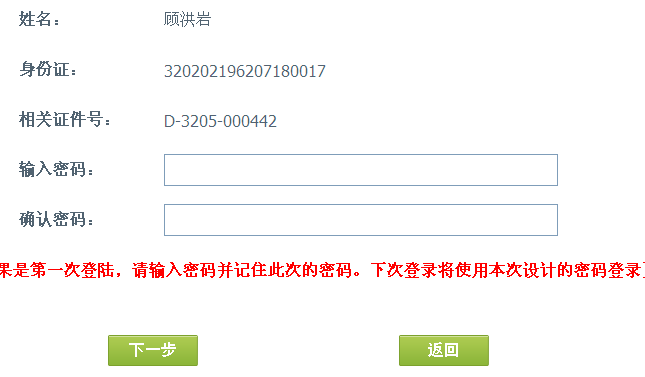 姓名： 顾洪岩
身份证： 320202196207180017
相关证件号： D-3205-000442
输入密码：
确认密码：
果是第一次登陆，请输入密码并记住此次的密码。下次登录将使用本次设计的密码登录
下一步 返回